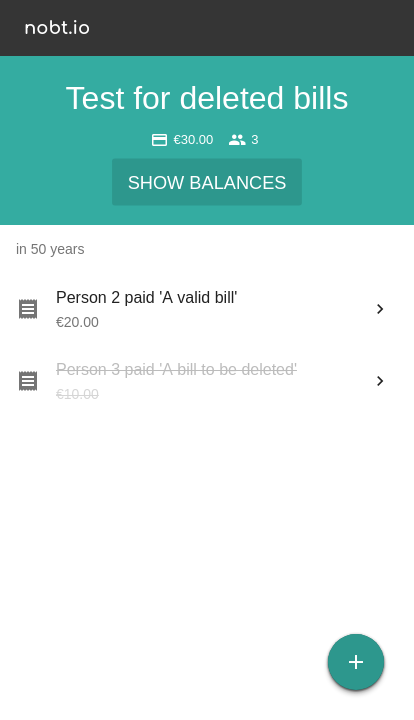 nobt.io
Test for deleted bills
€30.00 3
SHOW BALANCES
in 50 years
Person 2 paid 'A valid bill'
€20.00
Person 3 paid 'A bill to be deleted'
€10.00